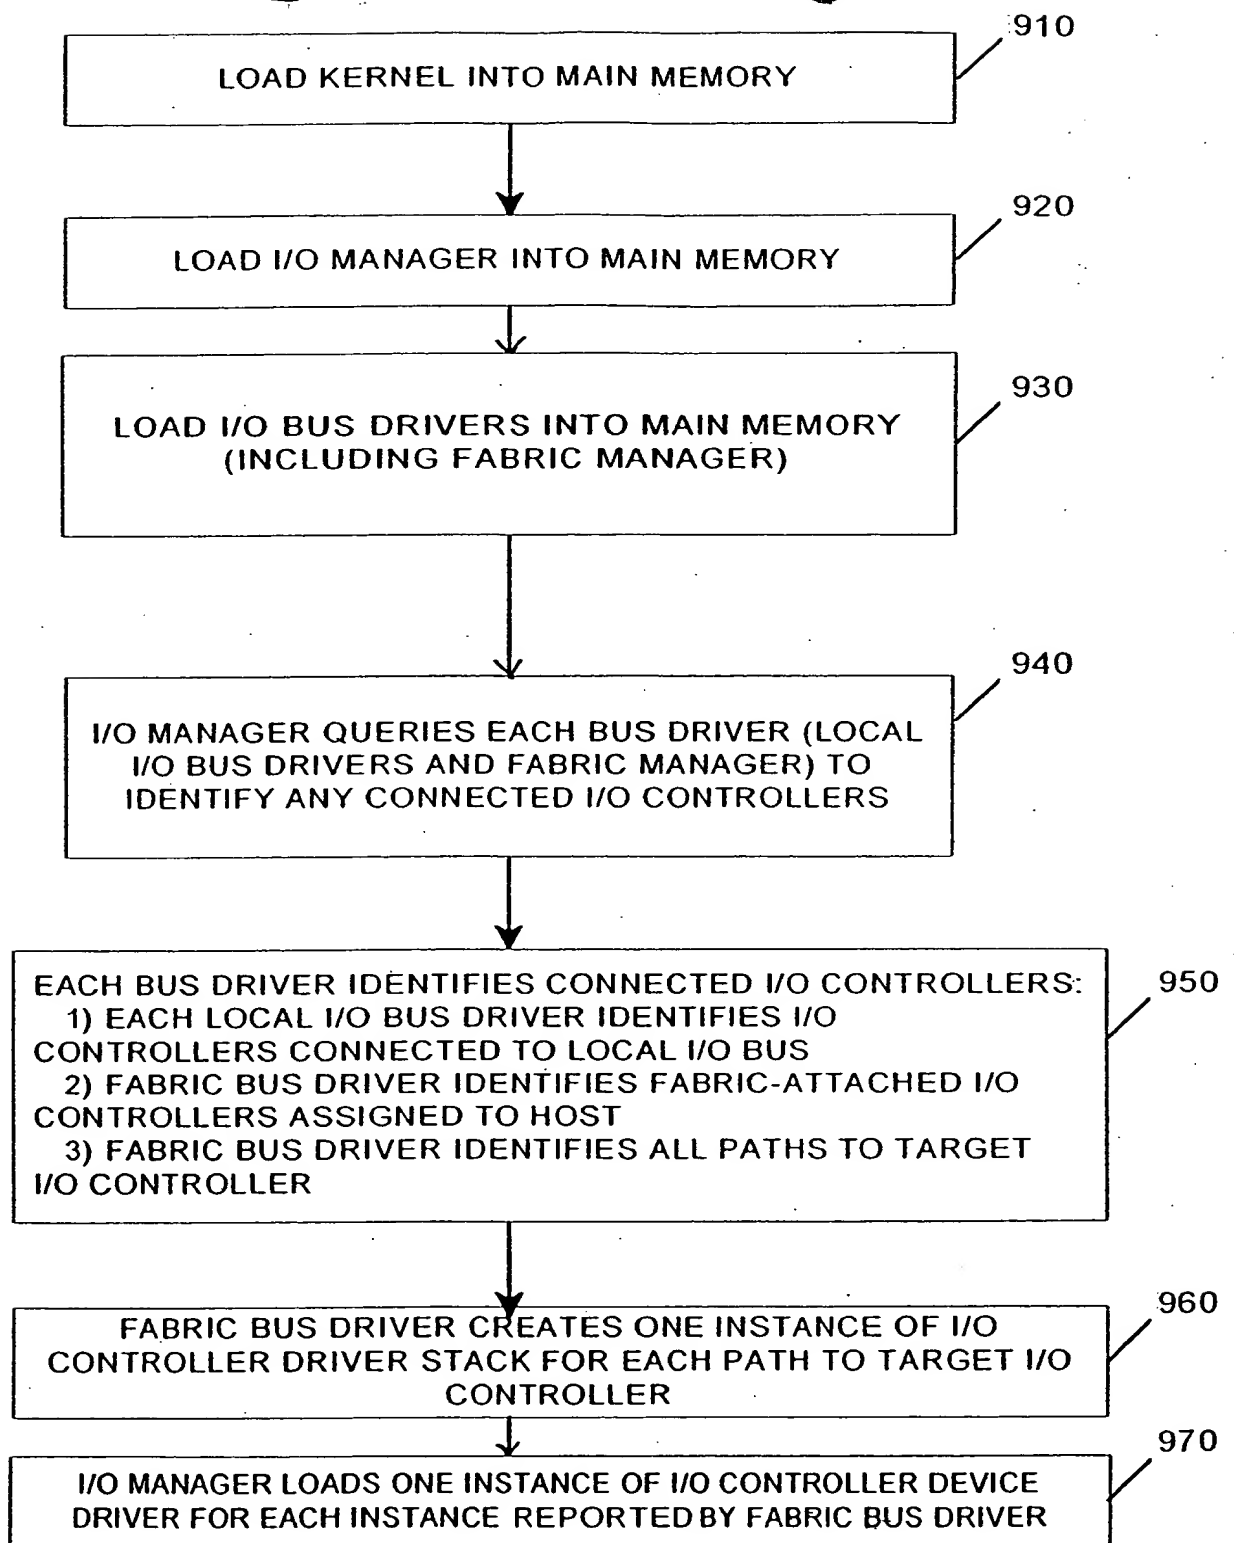 910
LOAD KERNEL INTO MAIN MEMORY
920
LOAD I/O MANAGER INTO MAIN MEMORY
930
LOAD I/O BUS DRIVERS INTO MAIN MEMORY
(INCLUDING FABRIC MANAGER)
940
I/O MANAGER QUERIES EACH BUS DRIVER (LOCAL
I/O BUS DRIVERS AND FABRIC MANAGER) TO
IDENTIFY ANY CONNECTED I/O CONTROLLERS
950
EACH BUS DRIVER IDENTIFIES CONNECTED I/O CONTROLLERS:
1) EACH LOCAL I/O BUS DRIVER IDENTIFIES I/O
CONTROLLERS CONNECTED TO LOCAL I/O BUS
2) FABRIC BUS DRIVER IDENTIFIES FABRIC-ATTACHED I/O
CONTROLLERS ASSIGNED TO HOST
3) FABRIC BUS DRIVER IDENTIFIES ALL PATHS TO TARGET
I/O CONTROLLER
960
FABRIC BUS DRIVER CREATES ONE INSTANCE OF I/O
CONTROLLER DRIVER STACK FOR EACH PATH TO TARGET I/O
CONTROLLER
970
I/O MANAGER LOADS ONE INSTANCE OF I/O CONTROLLER DEVICE
DRIVER FOR EACH INSTANCE REPORTED BY FABRIC BUS DRIVER